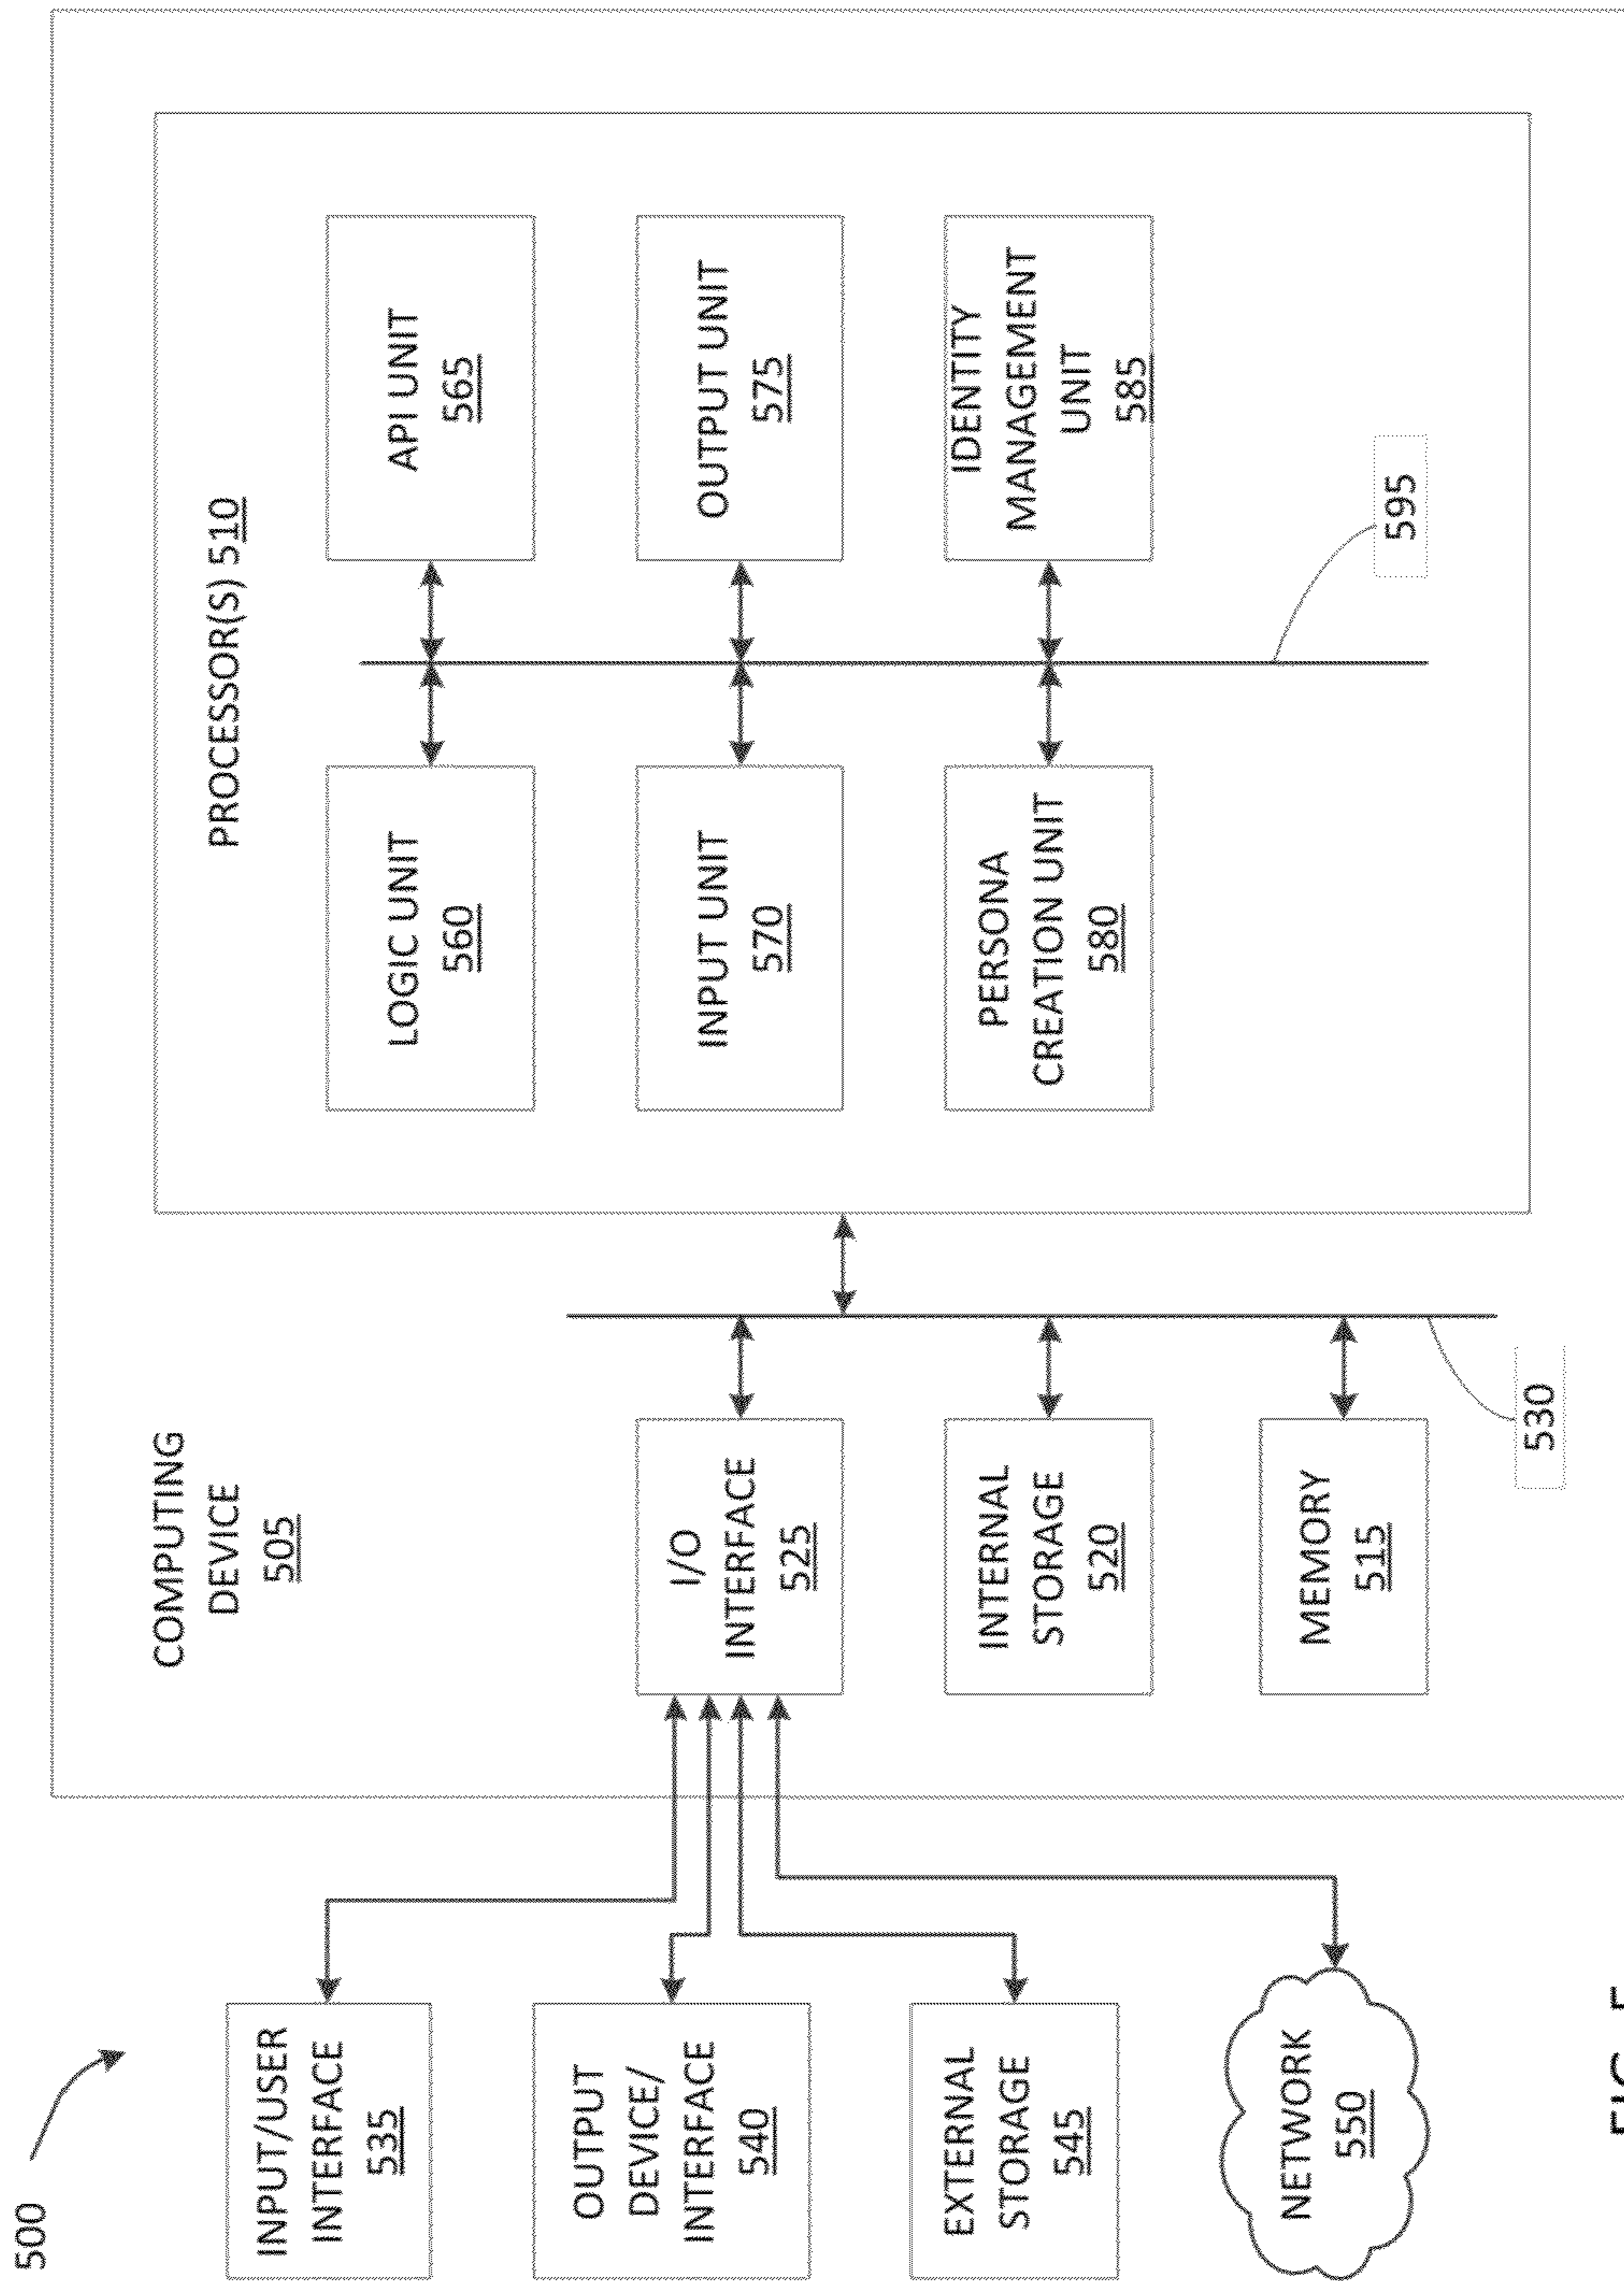 500
COMPUTING
DEVICE
505
PROCESSOR(S) 510
INPUT/USER
INTERFACE
535
OUTPUT
DEVICE/
INTERFACE
540
EXTERNAL
STORAGE
545
NETWORK
550
I/O
INTERFACE
525
INTERNAL
STORAGE
520
MEMORY
515
530
LOGIC UNIT
560
API UNIT
565
INPUT UNIT
570
OUTPUT UNIT
575
PERSONA
CREATION UNIT
580
IDENTITY
MANAGEMENT
UNIT
585
595